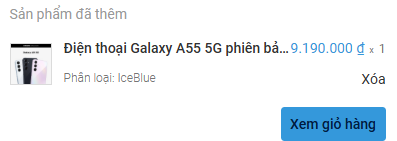 Sản phẩm đã thêm
Điện thoại Galaxy A55 5G phiên bả... 9.190.000 ₫ x 1
Phân loại: IceBlue Xóa
Xem giỏ hàng